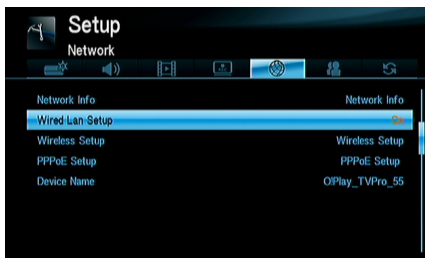 Setup
Network
Network Info Network Info
Wired Lan Setup On
Wireless Setup Wireless Setup
PPPoE Setup PPPoE Setup
Device Name O!Play_TVPro_55